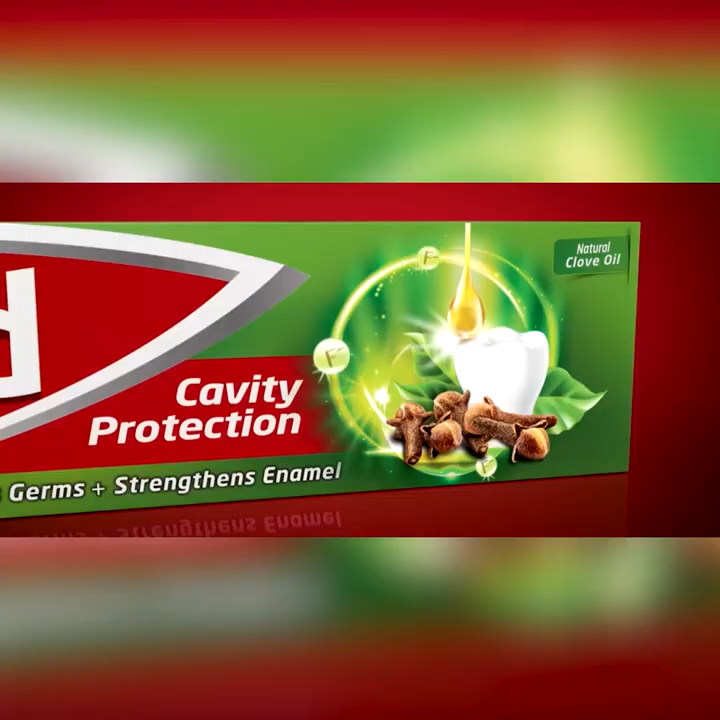 Natural
Clove Oil
F⁻
F⁻
d
Cavity
Protection
Germs + Strengthens Enamel
F⁻